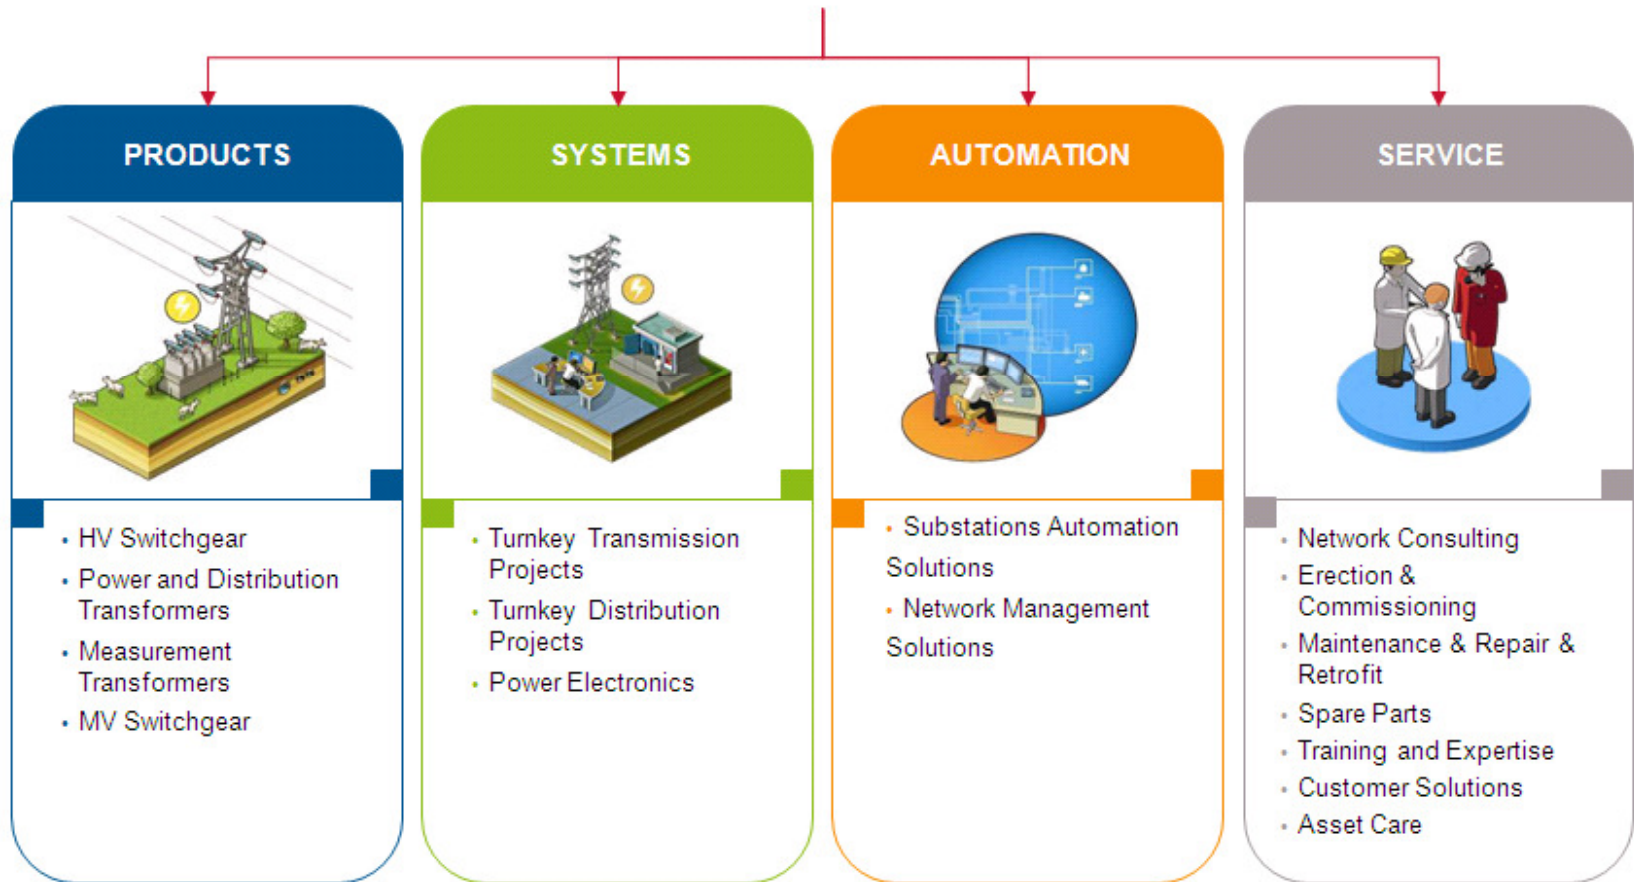 PRODUCTS
SYSTEMS
AUTOMATION
SERVICE
• HV Switchgear
• Power and Distribution
Transformers
• Measurement
Transformers
• MV Switchgear
• Turnkey Transmission
Projects
• Turnkey Distribution
Projects
• Power Electronics
• Substations Automation
Solutions
• Network Management
Solutions
• Network Consulting
• Erection &
Commissioning
• Maintenance & Repair &
Retrofit
• Spare Parts
• Training and Expertise
• Customer Solutions
• Asset Care